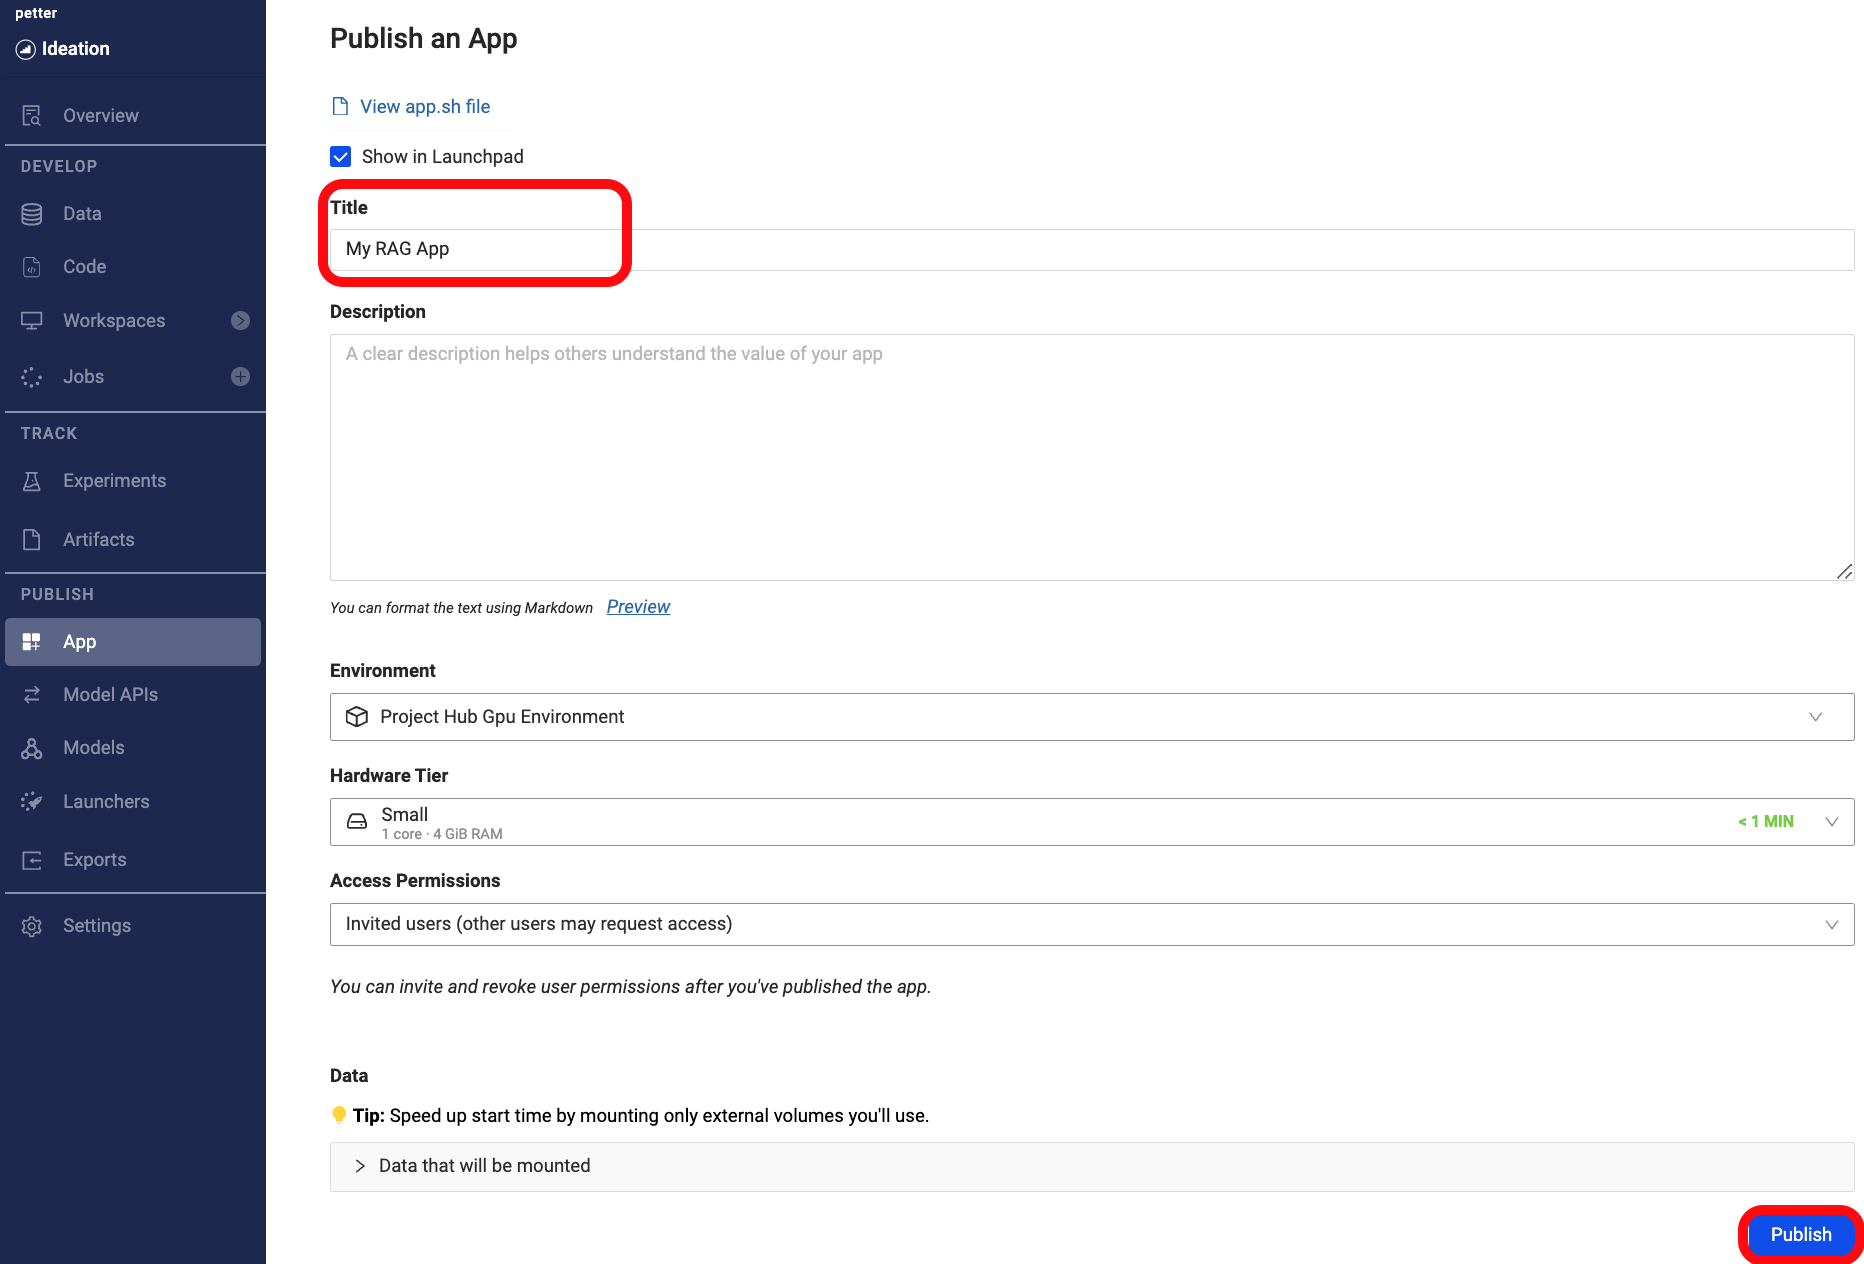 petter
Ideation
Overview
DEVELOP
Data
Code
Workspaces
Jobs
TRACK
Experiments
Artifacts
PUBLISH
App
Model APIs
Models
Launchers
Exports
Settings
Publish an App
View app.sh file
Show in Launchpad
Title
My RAG App
Description
A clear description helps others understand the value of your app
You can format the text using Markdown Preview
Environment
Project Hub Gpu Environment
Hardware Tier
Small
1 core · 4 GiB RAM
< 1 MIN
Access Permissions
Invited users (other users may request access)
You can invite and revoke user permissions after you've published the app.
Data
Tip: Speed up start time by mounting only external volumes you'll use.
Data that will be mounted
Publish